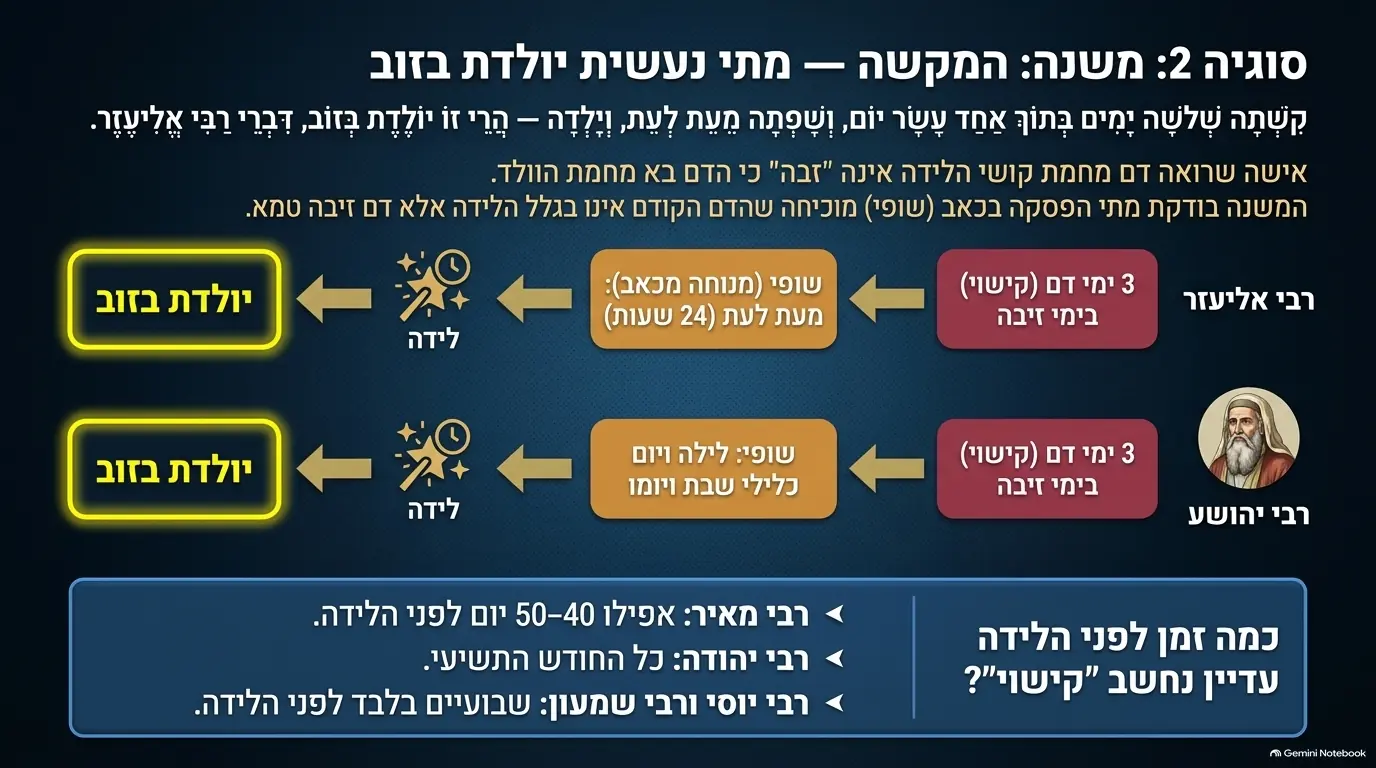 סוגיה 2: משנה: המקשה — מתי נעשית יולדת בזוב
קִשְּׁתָה שְׁלֹשָׁה יָמִים בְּתוֹךְ אַחַד עָשָׂר יוֹם, וְשָׁפְתָה מֵעֵת לְעֵת, וְיָלְדָה — הֲרֵי זוֹ יוֹלֶדֶת בְּזוֹב, דִּבְרֵי רַבִּי אֱלִיעֶזֶר.
אישה שרואה דם מחמת קושי הלידה אינה "זבה" כי הדם בא מחמת הוולד.
המשנה בודקת מתי הפסקה בכאב (שופי) מוכיחה שהדם הקודם אינו בגלל הלידה אלא דם זיבה טמא.
רבי אליעזר
3 ימי דם (קישוי)
בימי זיבה
שופי (מנוחה מכאב):
מעת לעת (24 שעות)
לידה
יולדת בזוב
רבי יהושע
3 ימי דם (קישוי)
בימי זיבה
שופי: לילה ויום
כלילי שבת ויומו
לידה
יולדת בזוב
כמה זמן לפני הלידה
עדיין נחשב "קישוי"?
➤ רבי מאיר: אפילו 40–50 יום לפני הלידה.
➤ רבי יהודה: כל החודש התשיעי.
➤ רבי יוסי ורבי שמעון: שבועיים בלבד לפני הלידה.
Gemini Notebook